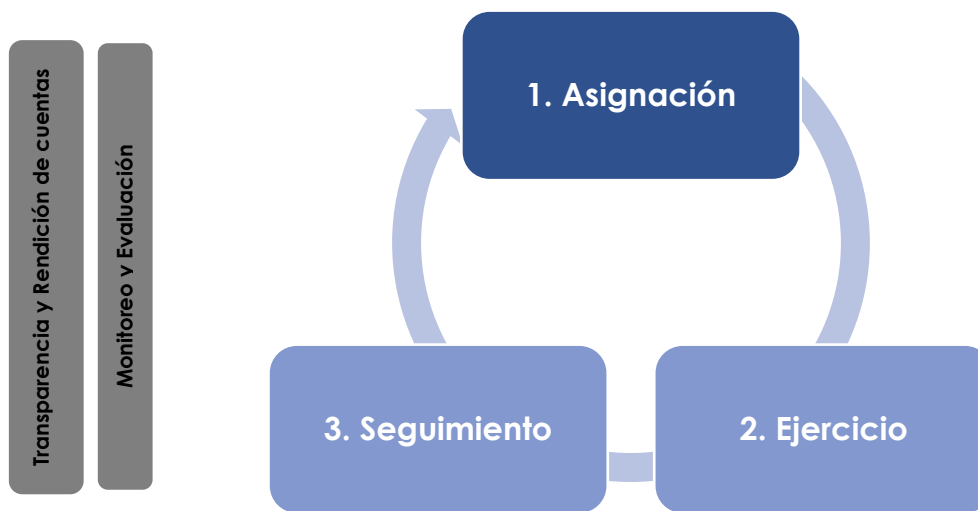 Transparencia y Rendición de cuentas
Monitoreo y Evaluación
1. Asignación
3. Seguimiento
2. Ejercicio